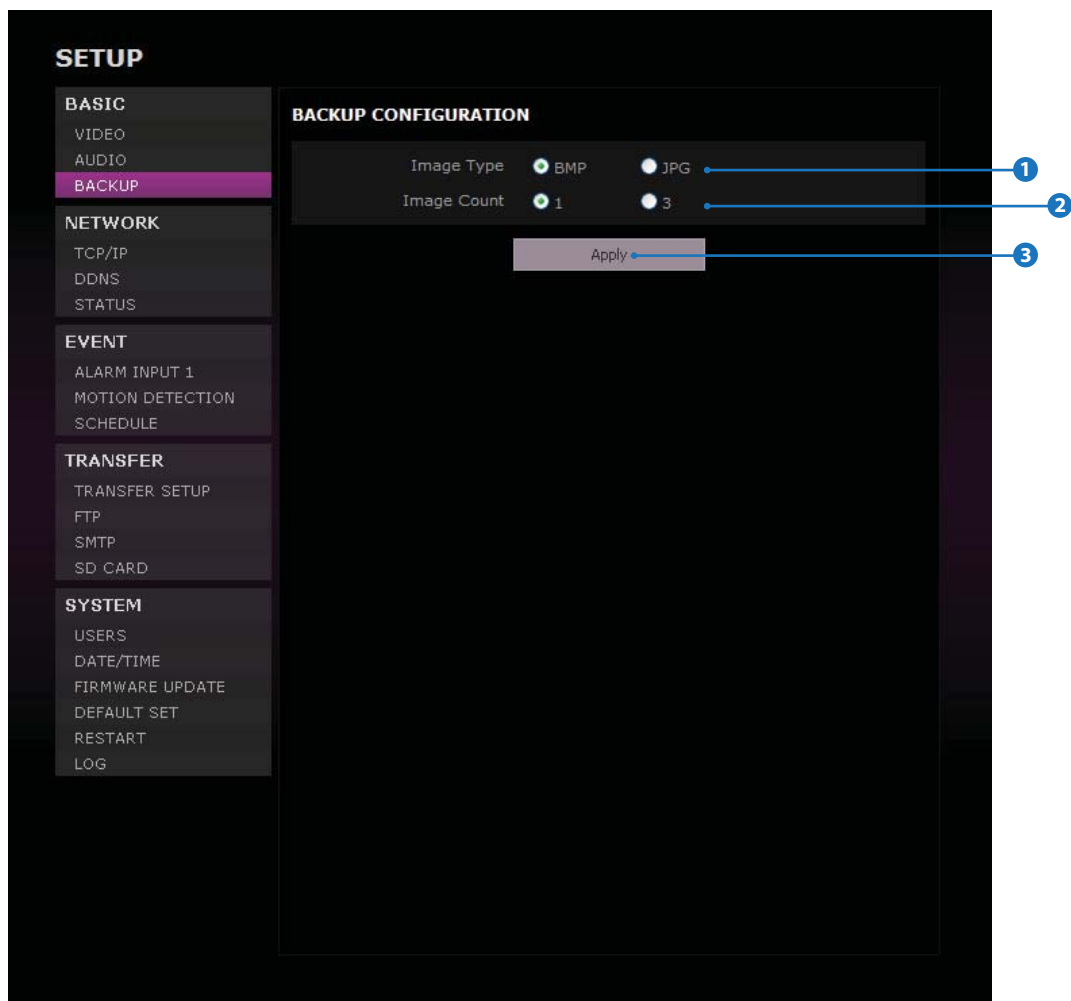 SETUP
BASIC
VIDEO
AUDIO
BACKUP
NETWORK
TCP/IP
DDNS
STATUS
EVENT
ALARM INPUT 1
MOTION DETECTION
SCHEDULE
TRANSFER
TRANSFER SETUP
FTP
SMTP
SD CARD
SYSTEM
USERS
DATE/TIME
FIRMWARE UPDATE
DEFAULT SET
RESTART
LOG
BACKUP CONFIGURATION
Image Type BMP JPG 1
Image Count 1 3 2
Apply 3